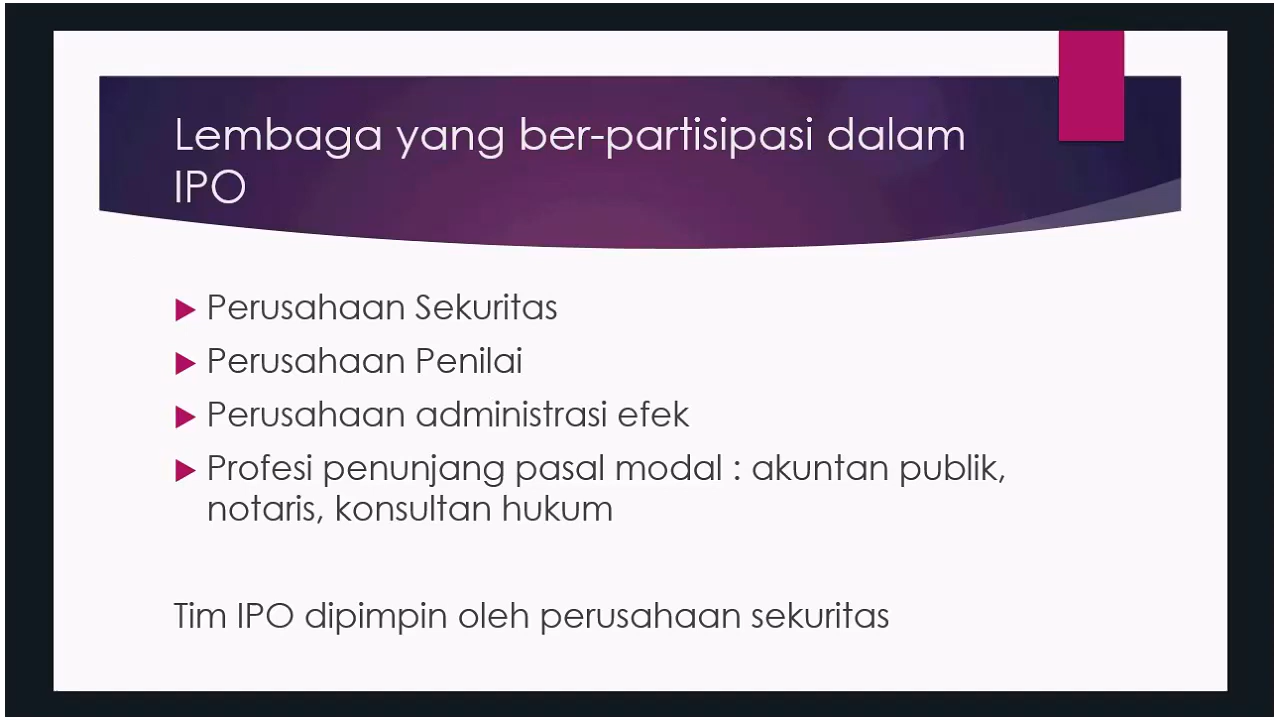 Lembaga yang ber-partisipasi dalam
IPO
Perusahaan Sekuritas
Perusahaan Penilai
Perusahaan administrasi efek
Profesi penunjang pasal modal : akuntan publik,
notaris, konsultan hukum
Tim IPO dipimpin oleh perusahaan sekuritas